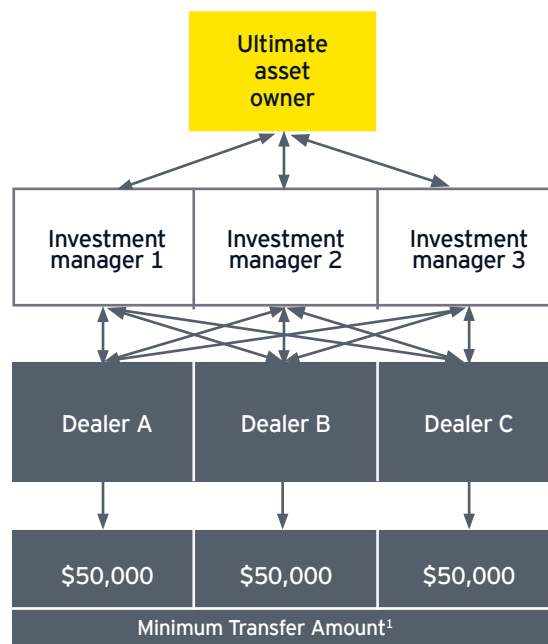 Ultimate
asset
owner
Investment
manager 1
Investment
manager 2
Investment
manager 3
Dealer A
Dealer B
Dealer C
$50,000
$50,000
$50,000
Minimum Transfer Amount¹